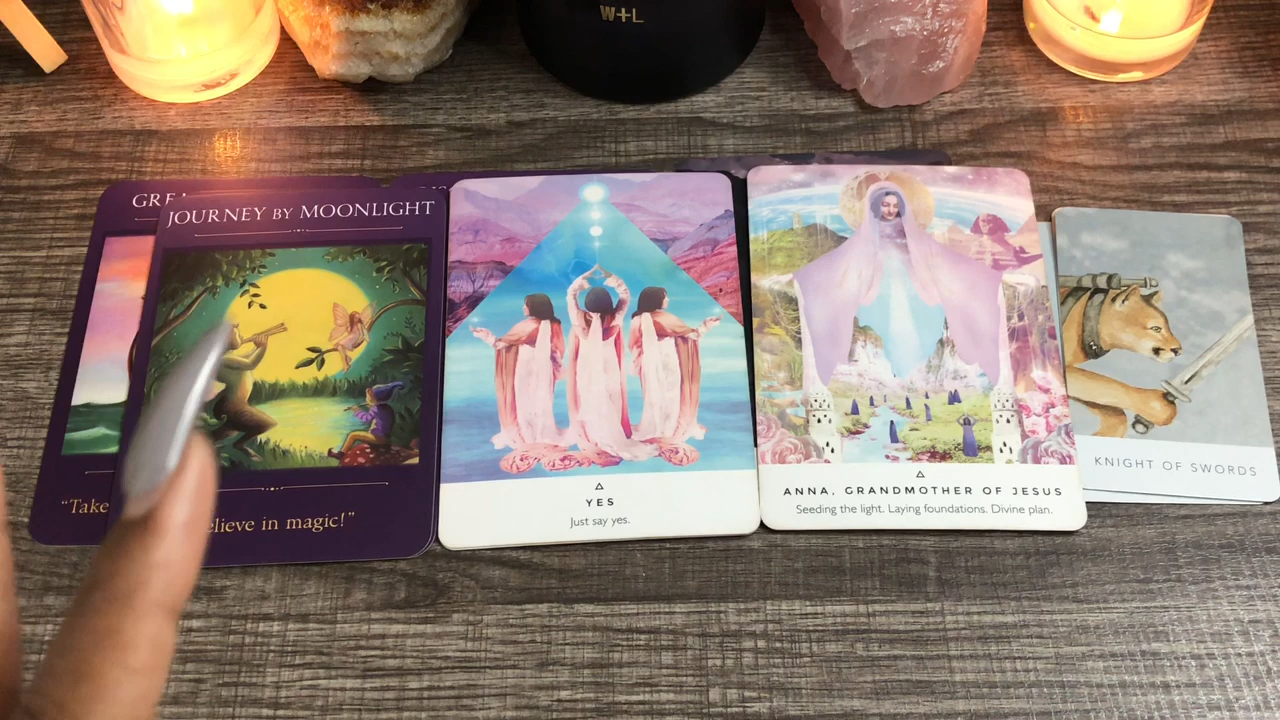 W+L
GRE
JOURNEY BY MOONLIGHT
"Take
elieve in magic!"
YES
Just say yes.
ANNA, GRANDMOTHER OF JESUS
Seeding the light. Laying foundations. Divine plan.
KNIGHT OF SWORDS